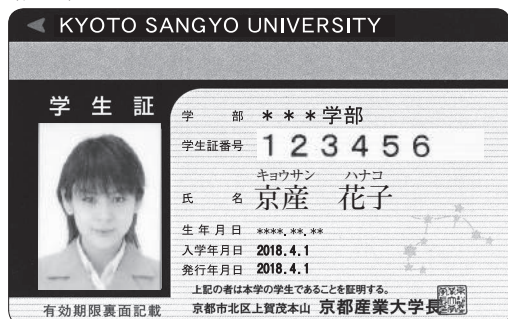 KYOTO SANGYO UNIVERSITY
学生証
学部 ＊＊＊学部
学生証番号 123456
キョウサン ハナコ
氏名 京産 花子
生年月日 ****.**.**
入学年月日 2018.4.1
発行年月日 2018.4.1
上記の者は本学の学生であることを証明する。
京都市北区上賀茂本山 京都産業大学長
有効期限裏面記載